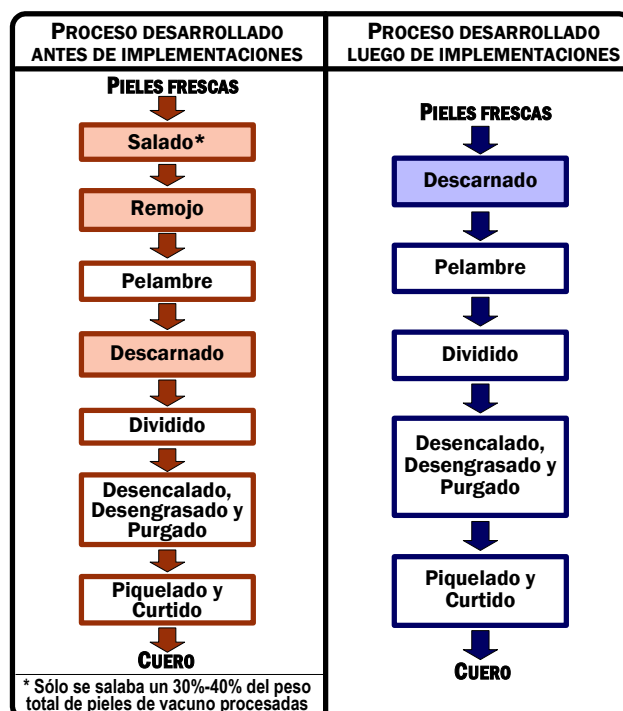 PROCESO DESARROLLADO
ANTES DE IMPLEMENTACIONES
PIELES FRESCAS
Salado*
Remojo
Pelambre
Descarnado
Dividido
Desencalado,
Desengrasado y
Purgado
Piquelado y
Curtido
CUERO
* Sólo se salaba un 30%-40% del peso
total de pieles de vacuno procesadas
PROCESO DESARROLLADO
LUEGO DE IMPLEMENTACIONES
PIELES FRESCAS
Descarnado
Pelambre
Dividido
Desencalado,
Desengrasado y
Purgado
Piquelado y
Curtido
CUERO